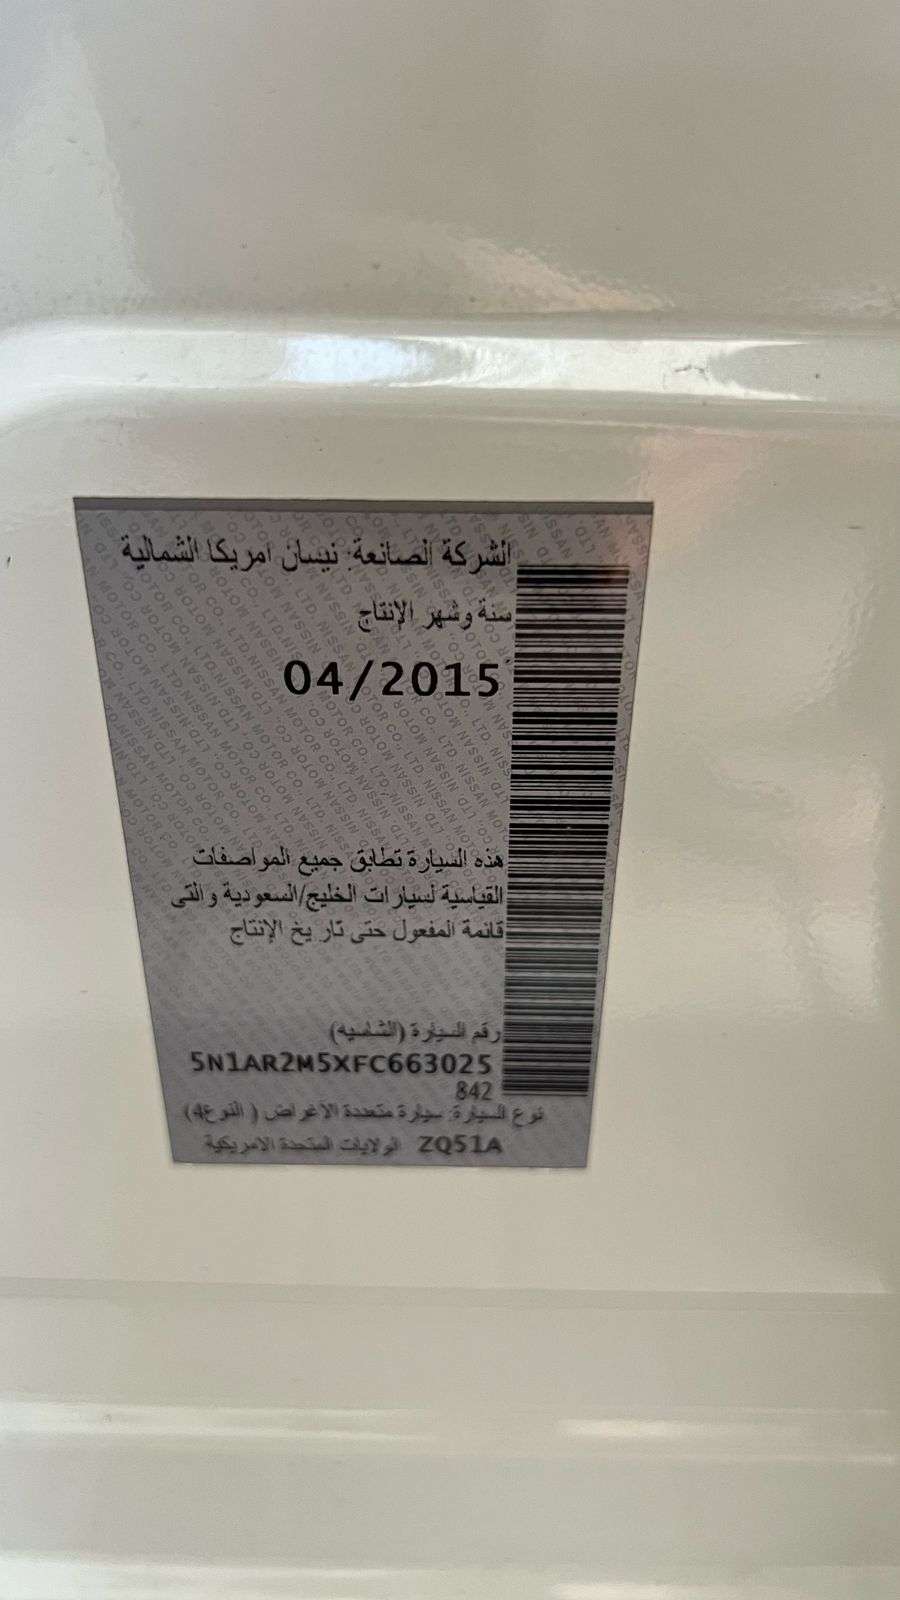 الشركة الصانعة: نيسان امريكا الشمالية
سنة وشهر الإنتاج
04/2015
هذه السيارة تطابق جميع المواصفات
القياسية لسيارات الخليج/السعودية والتى
قائمة المفعول حتى تاريخ الإنتاج
رقم السيارة (الشاسيه)
5N1AR2M5XFC663025
842
نوع السيارة: سيارة متعددة الأغراض (النوع4)
ZQ51A الولايات المتحدة الامريكية